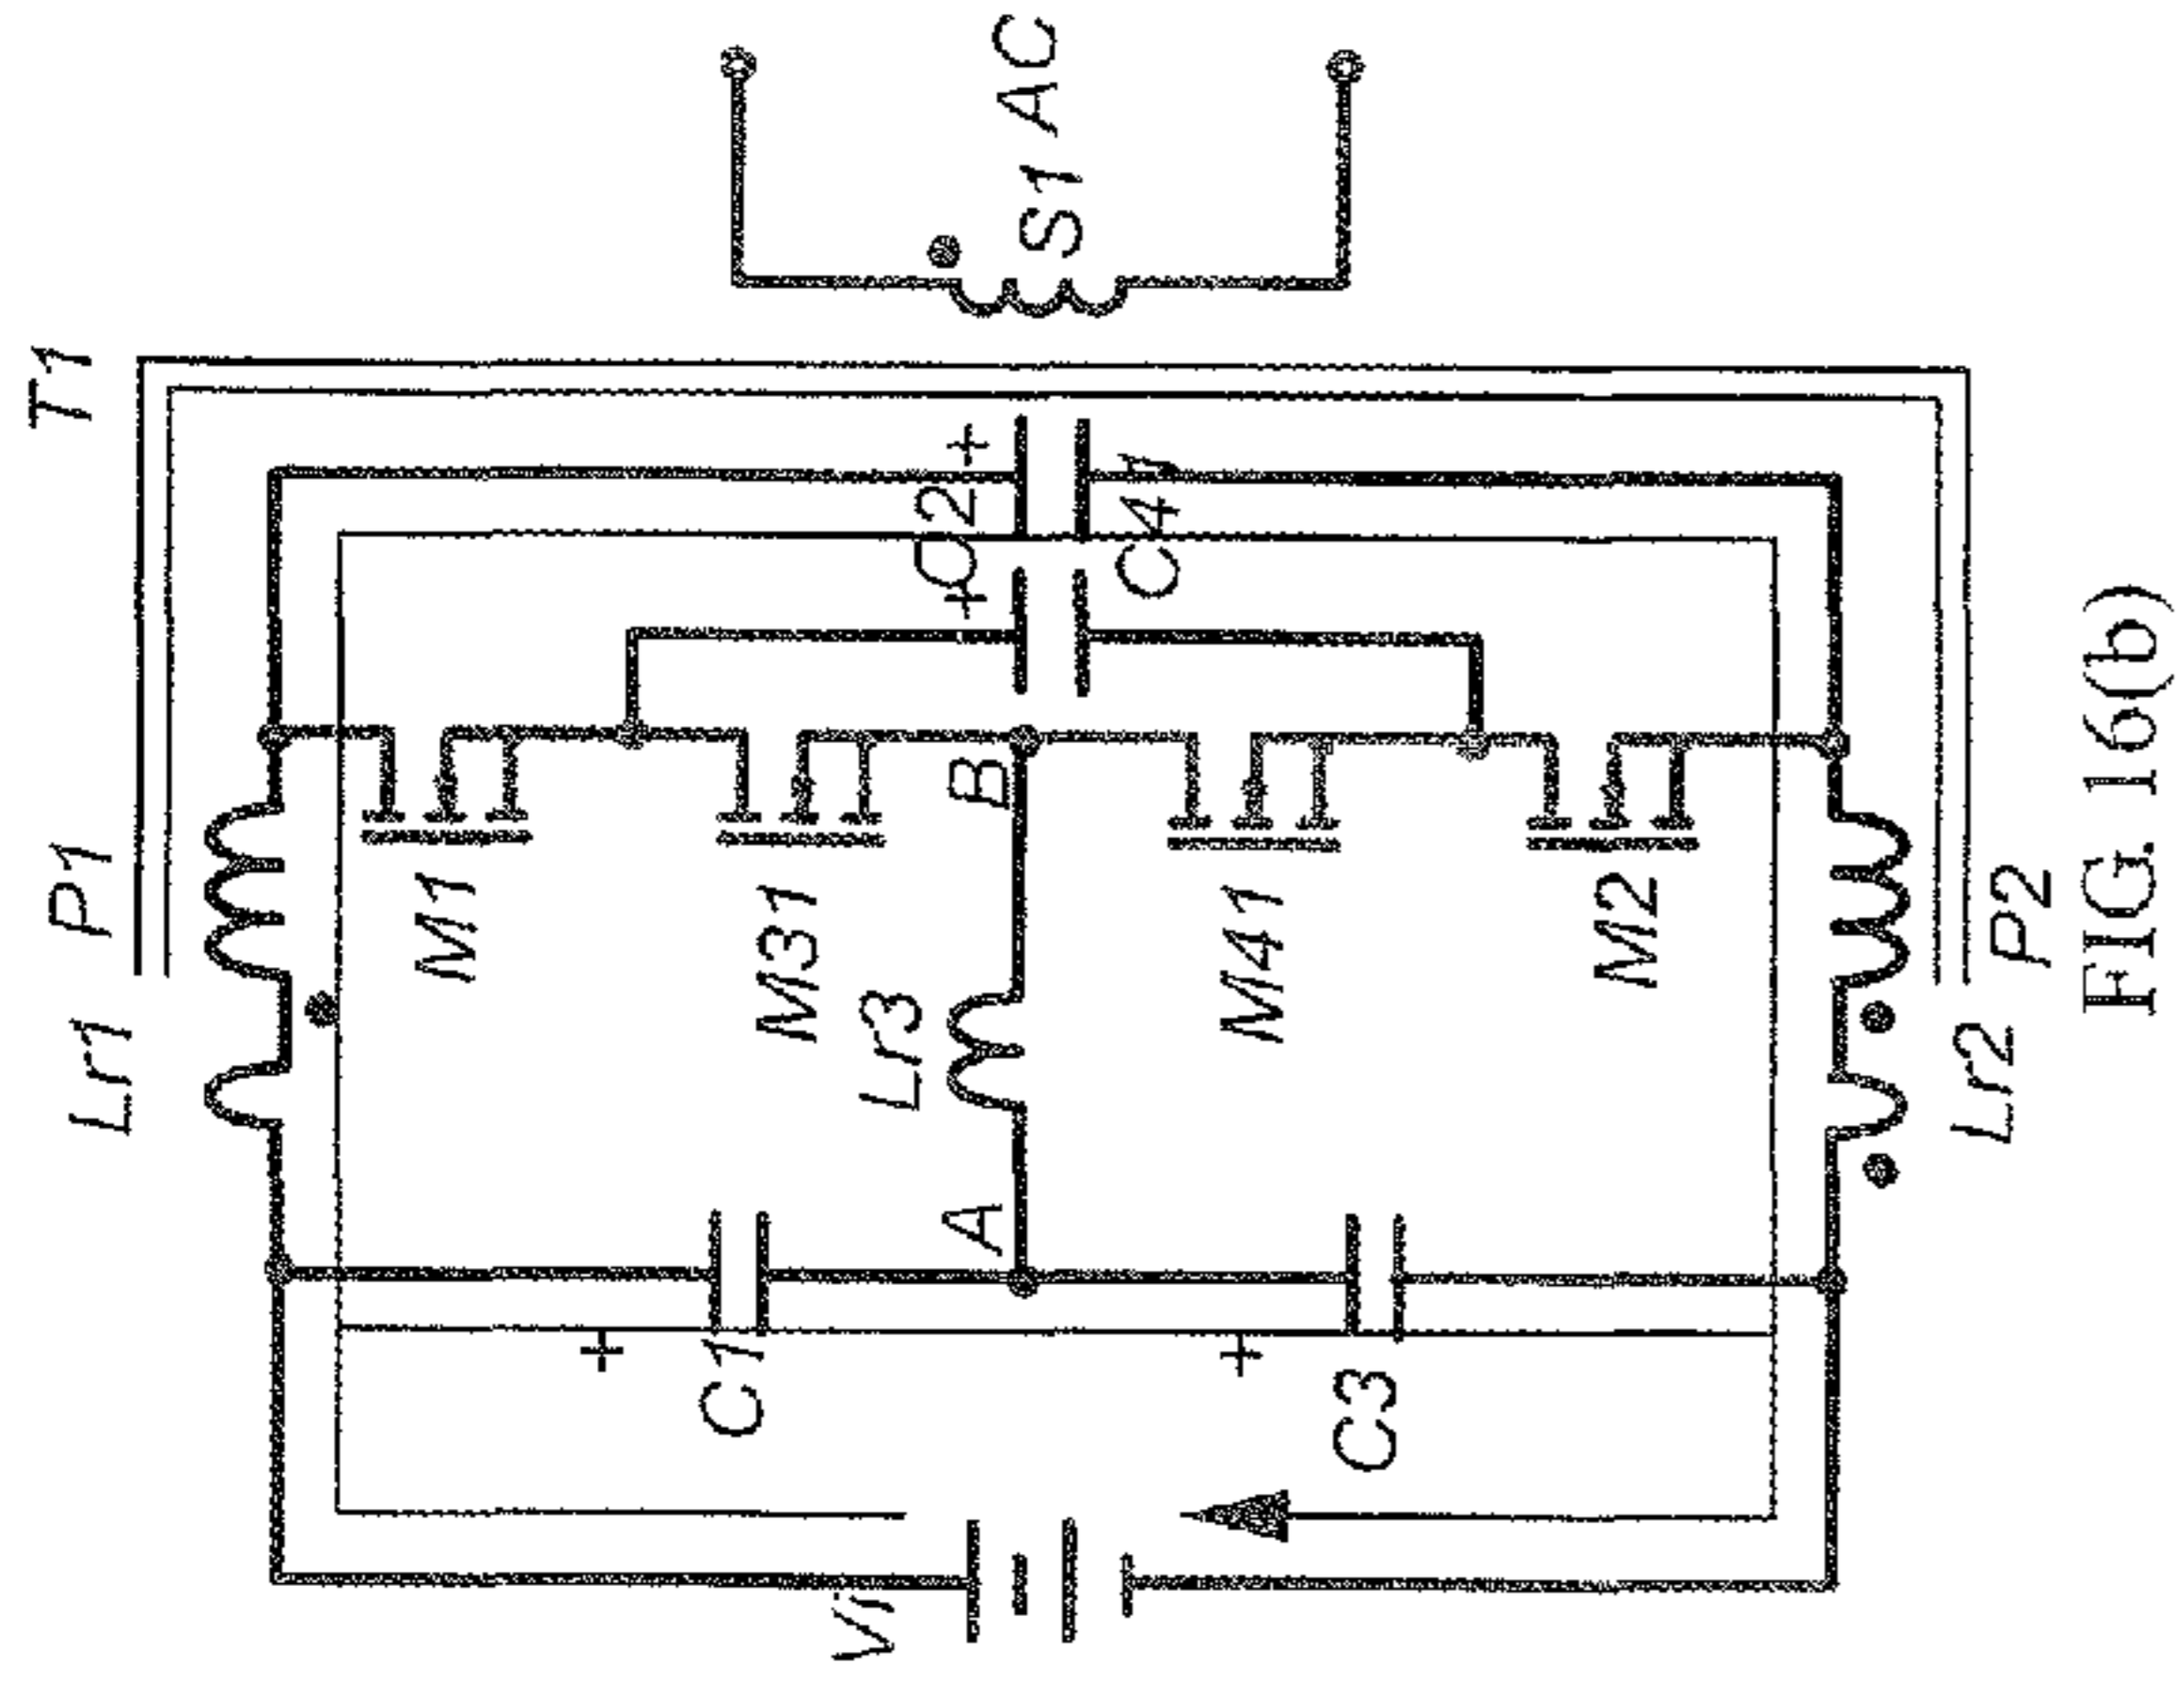 T1
Lr1 P1
M1
M31
Lr3
A
B
C2
C4
S1 AC
M41
M2
C1
C3
Vi
Lr2 P2
FIG. 16(b)